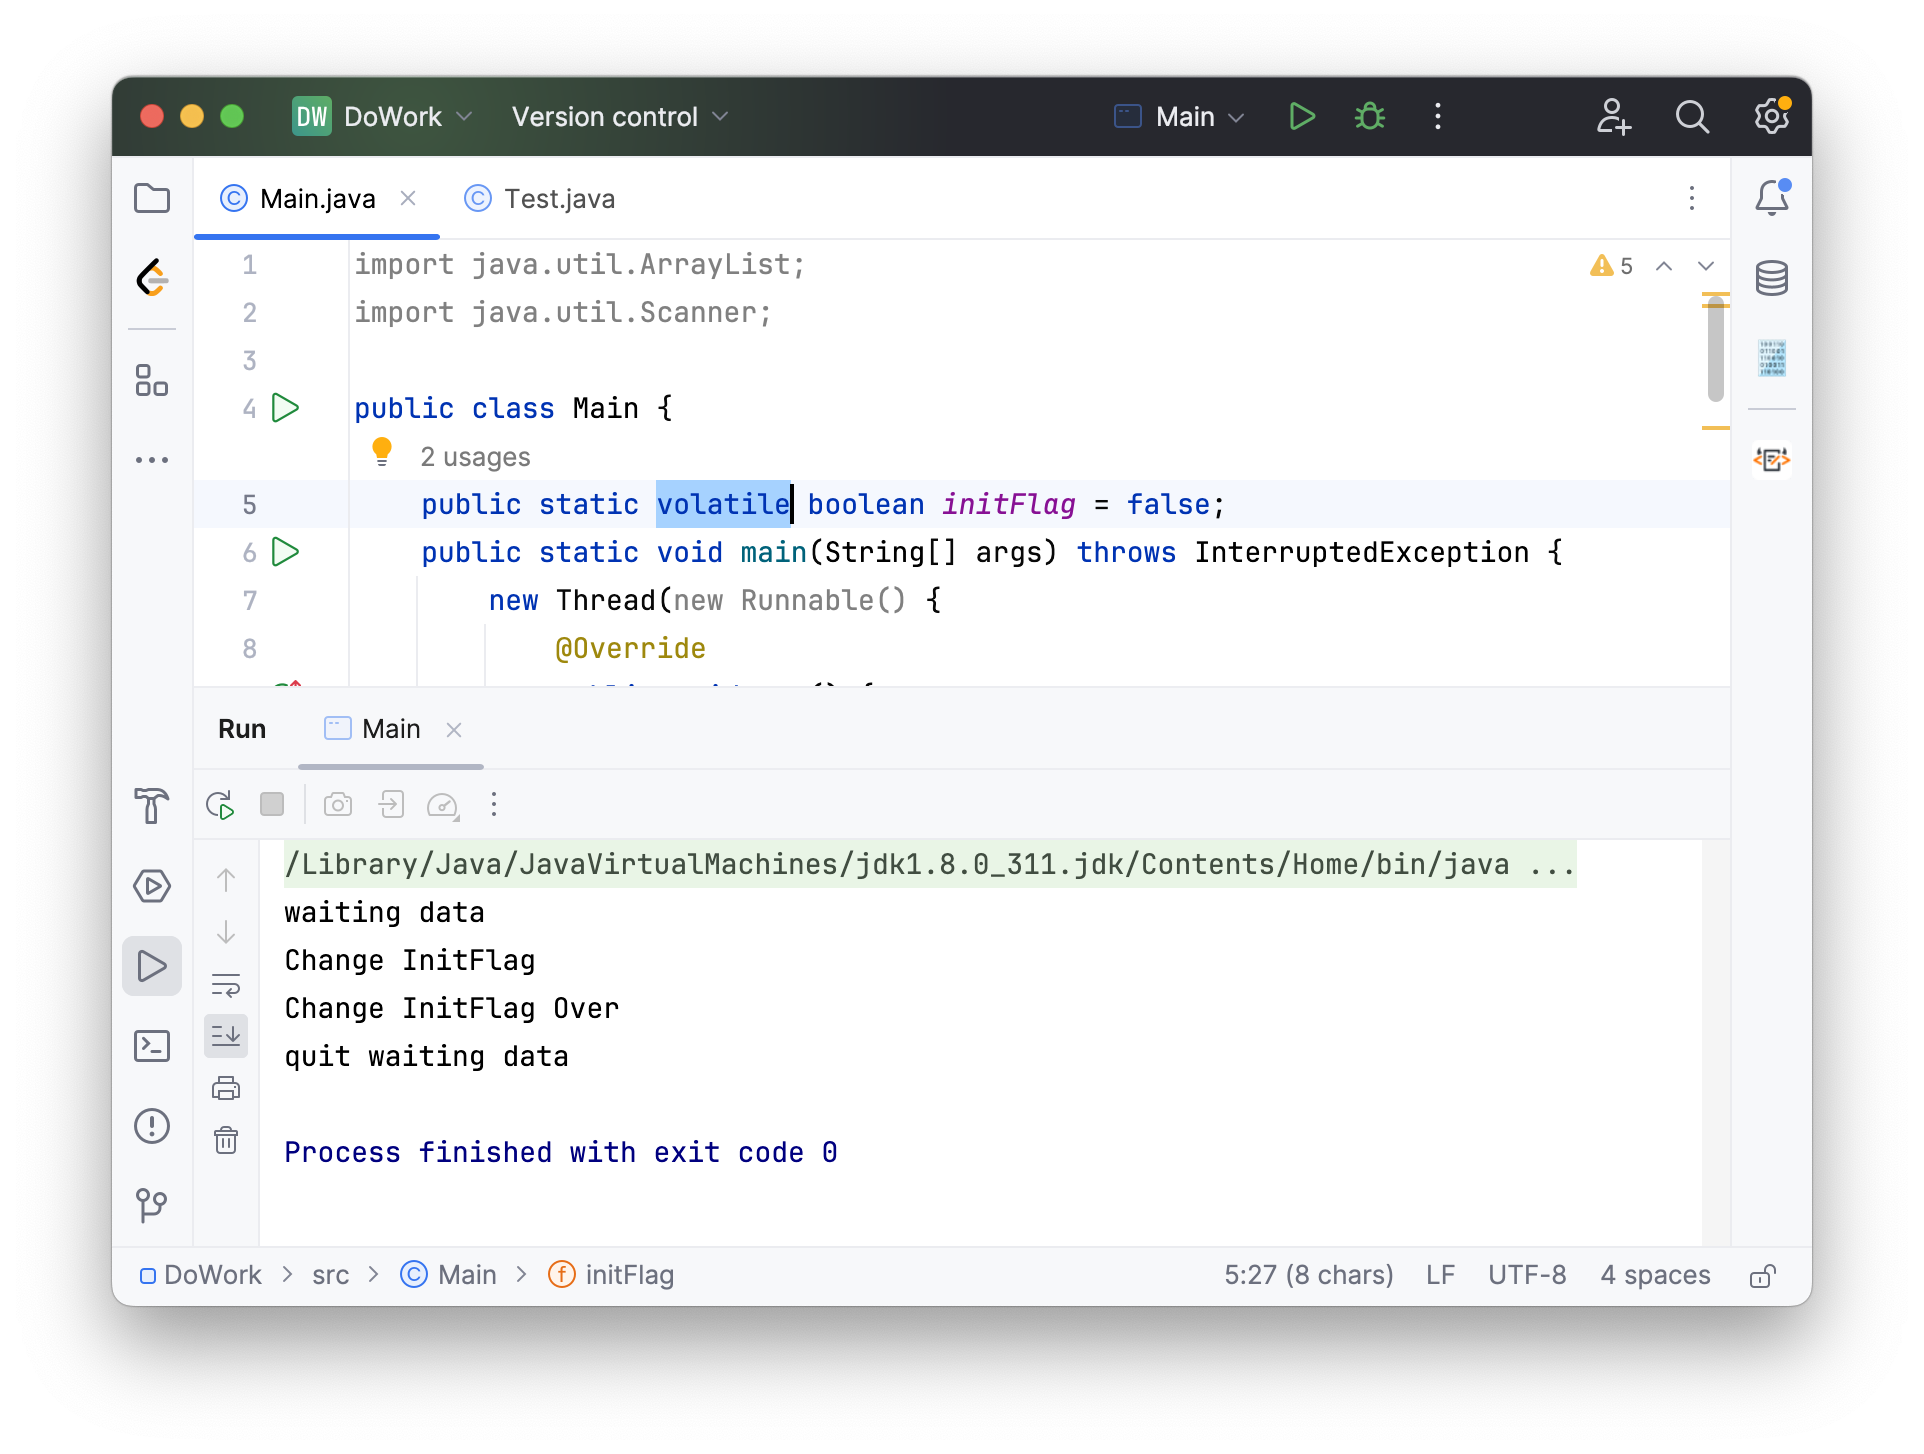 DW DoWork Version control Main
Main.java Test.java
1 import java.util.ArrayList; 5
2 import java.util.Scanner;
3
4 public class Main {
2 usages
5 public static volatile boolean initFlag = false;
6 public static void main(String[] args) throws InterruptedException {
7 new Thread(new Runnable() {
8 @Override
Run Main
/Library/Java/JavaVirtualMachines/jdk1.8.0_311.jdk/Contents/Home/bin/java ...
waiting data
Change InitFlag
Change InitFlag Over
quit waiting data
Process finished with exit code 0
DoWork > src > Main > initFlag 5:27 (8 chars) LF UTF-8 4 spaces